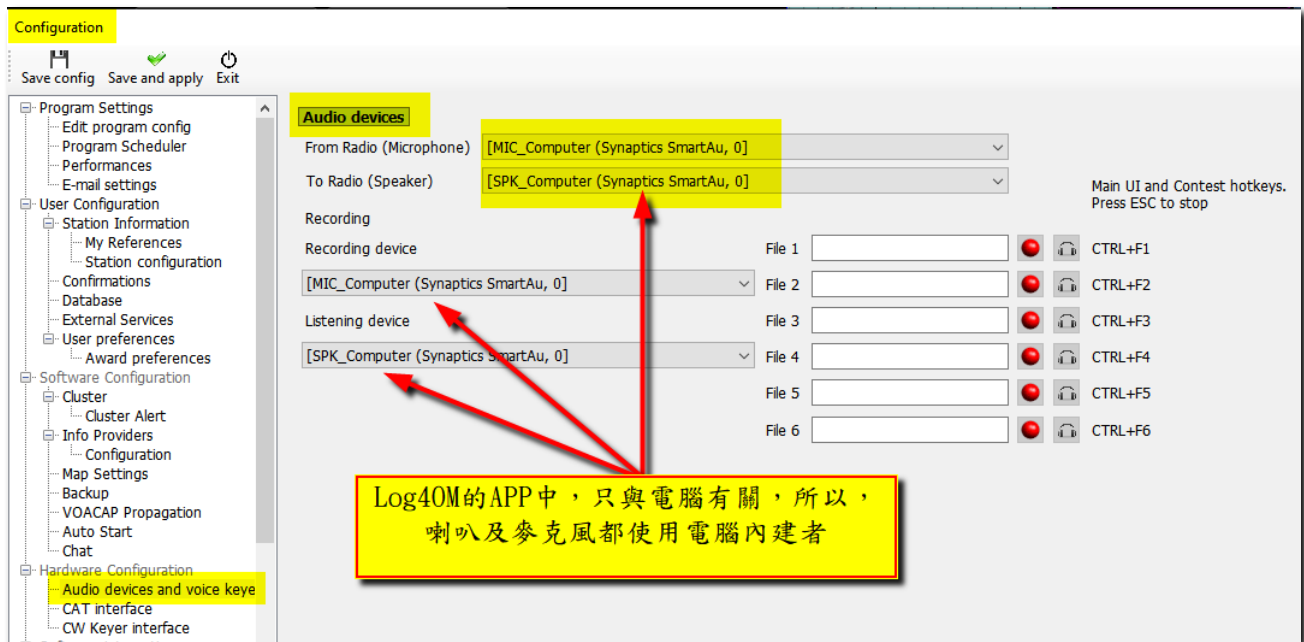 Configuration
Save config Save and apply Exit
Program Settings
Edit program config
Program Scheduler
Performances
E-mail settings
User Configuration
Station Information
My References
Station configuration
Confirmations
Database
External Services
User preferences
Award preferences
Software Configuration
Cluster
Cluster Alert
Info Providers
Configuration
Map Settings
Backup
VOACAP Propagation
Auto Start
Chat
Hardware Configuration
Audio devices and voice keye
CAT interface
CW Keyer interface
Audio devices
From Radio (Microphone) [MIC_Computer (Synaptics SmartAu, 0]
To Radio (Speaker) [SPK_Computer (Synaptics SmartAu, 0]
Main UI and Contest hotkeys.
Press ESC to stop
Recording
Recording device
[MIC_Computer (Synaptics SmartAu, 0]
Listening device
[SPK_Computer (Synaptics SmartAu, 0]
File 1 CTRL+F1
File 2 CTRL+F2
File 3 CTRL+F3
File 4 CTRL+F4
File 5 CTRL+F5
File 6 CTRL+F6
Log4OM的APP中，只與電腦有關，所以，
喇叭及麥克風都使用電腦內建者